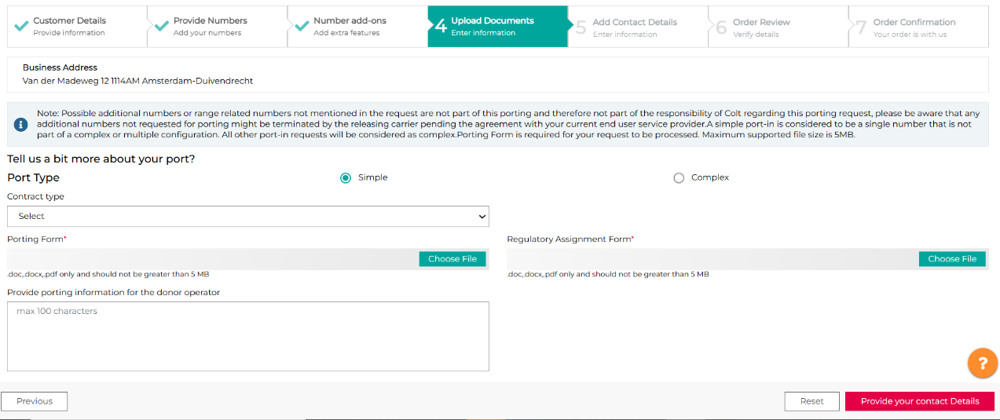 Customer Details
Provide information
Provide Numbers
Add your numbers
Number add-ons
Add extra features
4 Upload Documents
Enter information
5 Add Contact Details
Enter information
6 Order Review
Verify details
7 Order Confirmation
Your order is with us
Business Address
Van der Madeweg 12 1114AM Amsterdam-Duivendrecht
Note: Possible additional numbers or range related numbers not mentioned in the request are not part of this porting and therefore not part of the responsibility of Colt regarding this porting request, please be aware that any
additional numbers not requested for porting might be terminated by the releasing carrier pending the agreement with your current end user service provider.A simple port-in is considered to be a single number that is not
part of a complex or multiple configuration. All other port-in requests will be considered as complex.Porting Form is required for your request to be processed. Maximum supported file size is 5MB.
Tell us a bit more about your port?
Port Type
Simple
Complex
Contract type
Select
Porting Form*
Regulatory Assignment Form*
Choose File
Choose File
.doc,.docx,.pdf only and should not be greater than 5 MB
.doc,.docx,.pdf only and should not be greater than 5 MB
Provide porting information for the donor operator
max 100 characters
?
Previous
Reset
Provide your contact Details